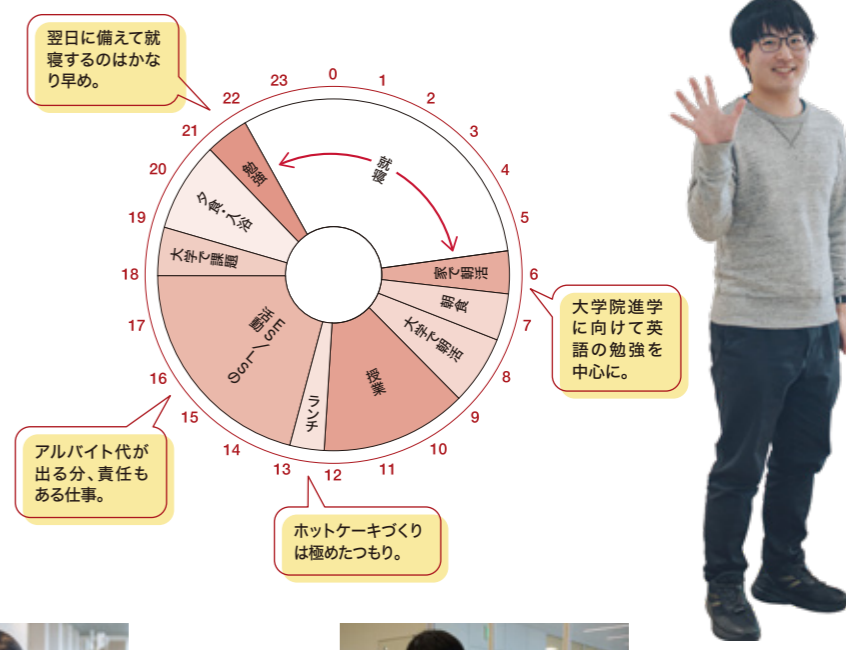 翌日に備えて就
寝するのはかな
り早め。
0
1
2
3
4
5
6
7
8
9
10
11
12
13
14
15
16
17
18
19
20
21
22
23
就寝
家で朝活
朝食
大学で朝活
授業
ランチ
ES/LSの
活動
大学で課題
夕食・入浴
勉強
大学院進学
に向けて英
語の勉強を
中心に。
アルバイト代が
出る分、責任も
ある仕事。
ホットケーキづくり
は極めたつもり。